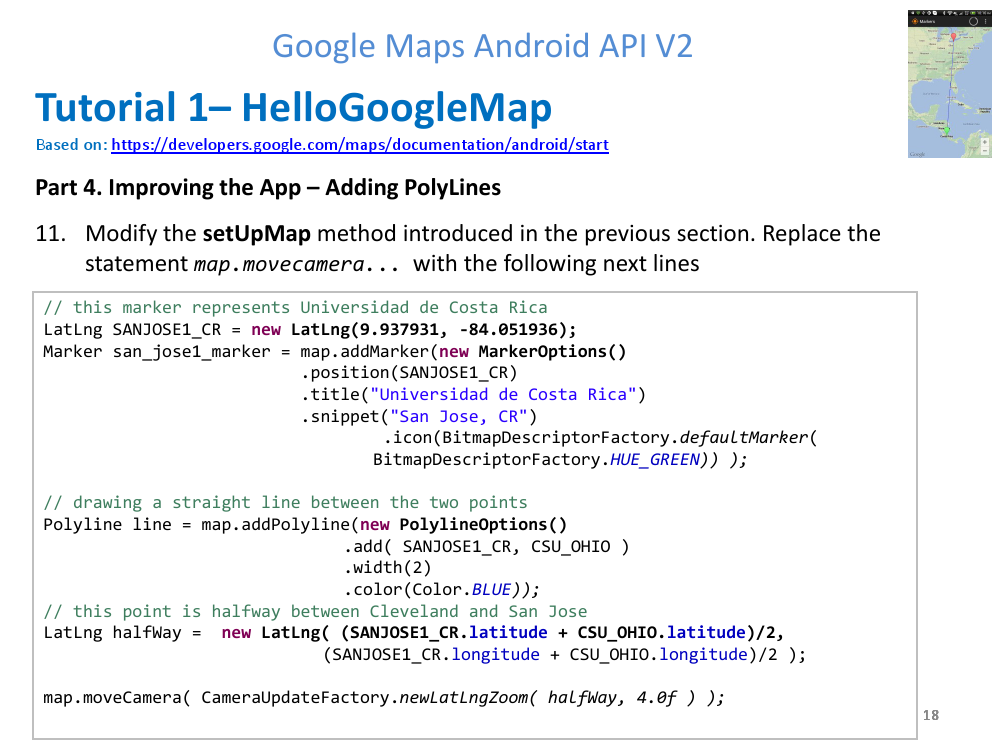 Google Maps Android API V2
Tutorial 1– HelloGoogleMap
Based on: https://developers.google.com/maps/documentation/android/start
Part 4. Improving the App – Adding PolyLines
11. Modify the setUpMap method introduced in the previous section. Replace the
statement map.movecamera... with the following next lines
// this marker represents Universidad de Costa Rica
LatLng SANJOSE1_CR = new LatLng(9.937931, -84.051936);
Marker san_jose1_marker = map.addMarker(new MarkerOptions()
.position(SANJOSE1_CR)
.title("Universidad de Costa Rica")
.snippet("San Jose, CR")
.icon(BitmapDescriptorFactory.defaultMarker(
BitmapDescriptorFactory.HUE_GREEN)) );
// drawing a straight line between the two points
Polyline line = map.addPolyline(new PolylineOptions()
.add( SANJOSE1_CR, CSU_OHIO )
.width(2)
.color(Color.BLUE));
// this point is halfway between Cleveland and San Jose
LatLng halfWay =  new LatLng( (SANJOSE1_CR.latitude + CSU_OHIO.latitude)/2,
(SANJOSE1_CR.longitude + CSU_OHIO.longitude)/2 );
map.moveCamera( CameraUpdateFactory.newLatLngZoom( halfWay, 4.0f ) );
18
Markers